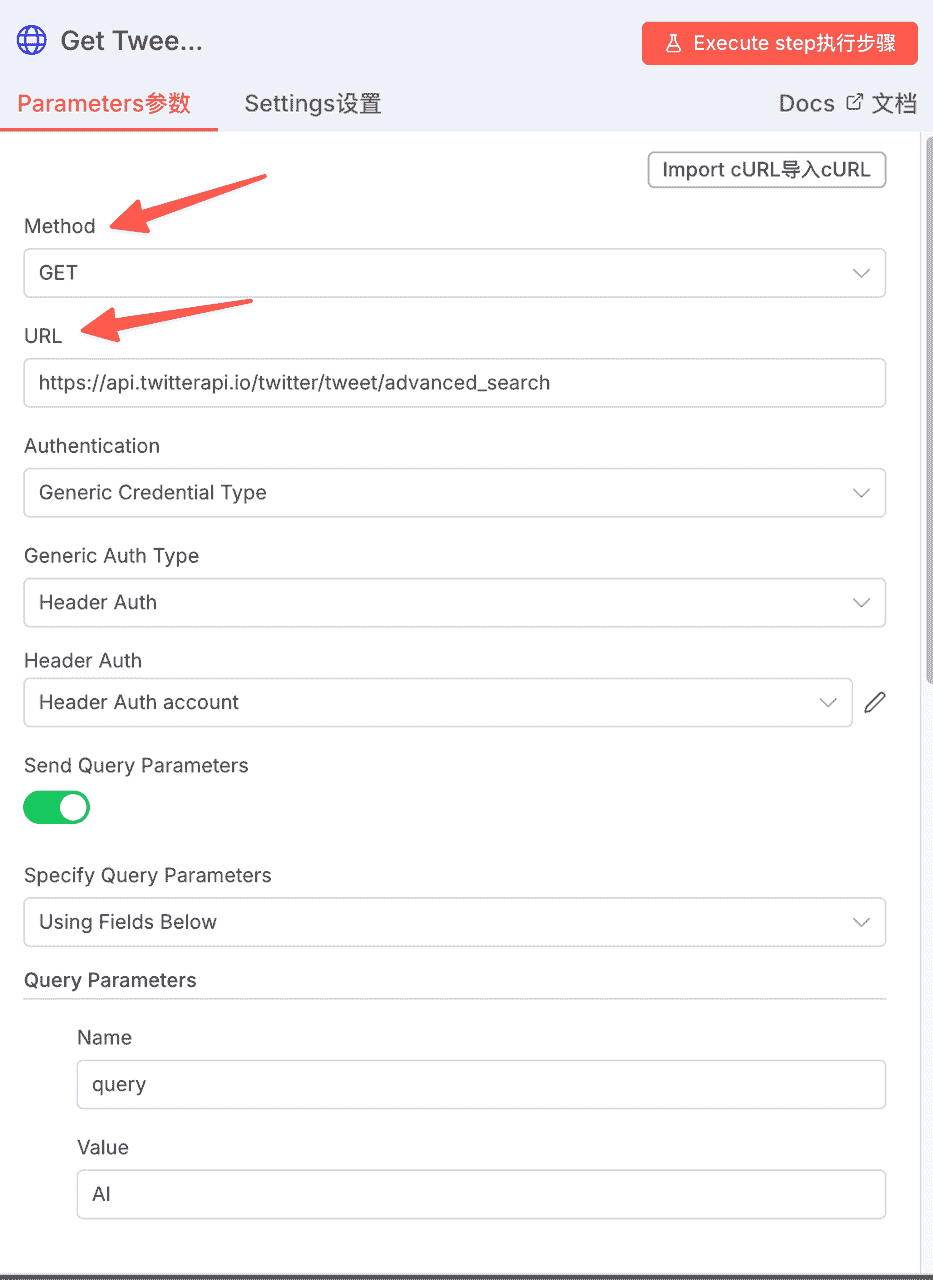 Get Twee...
Execute step执行步骤
Parameters参数
Settings设置
Docs 文档
Import cURL导入cURL
Method
GET
URL
https://api.twitterapi.io/twitter/tweet/advanced_search
Authentication
Generic Credential Type
Generic Auth Type
Header Auth
Header Auth
Header Auth account
Send Query Parameters
Specify Query Parameters
Using Fields Below
Query Parameters
Name
query
Value
AI